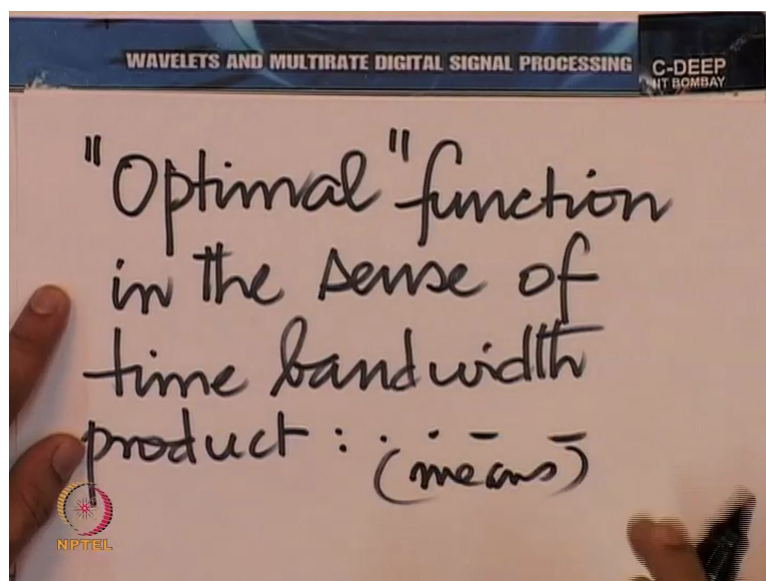 WAVELETS AND MULTIRATE DIGITAL SIGNAL PROCESSING
C-DEEP
IIT BOMBAY
"Optimal" function
in the sense of
time bandwidth
product : . . - -
(means)
NPTEL